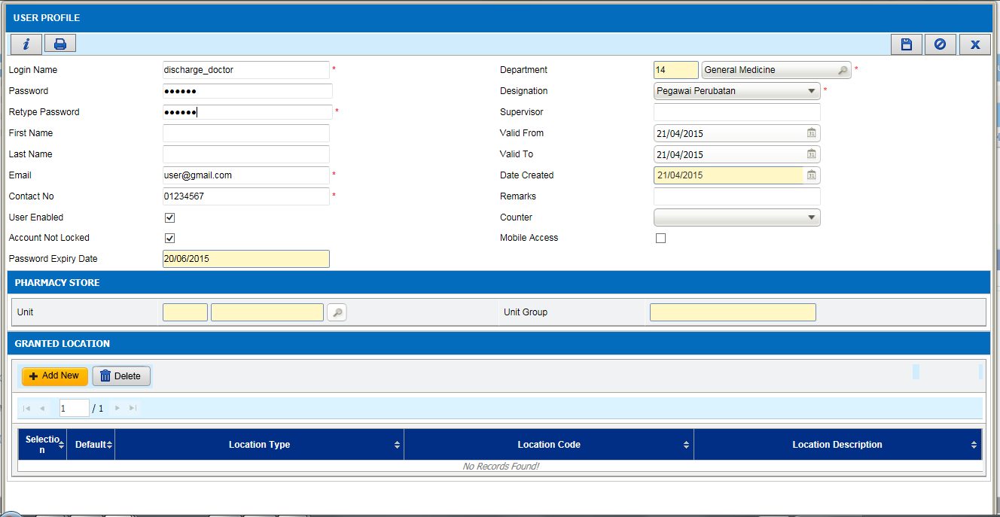 USER PROFILE
i
Login Name discharge_doctor * Department 14 General Medicine *
Password ●●●●●● Designation Pegawai Perubatan *
Retype Password ●●●●●● * Supervisor
First Name Valid From 21/04/2015 31
Last Name Valid To 21/04/2015 31
Email user@gmail.com * Date Created 21/04/2015 31
Contact No 01234567 * Remarks
User Enabled Counter
Account Not Locked Mobile Access
Password Expiry Date 20/06/2015
PHARMACY STORE
Unit Unit Group
GRANTED LOCATION
Add New Delete
1 / 1
Selectio
n Default Location Type Location Code Location Description
No Records Found!